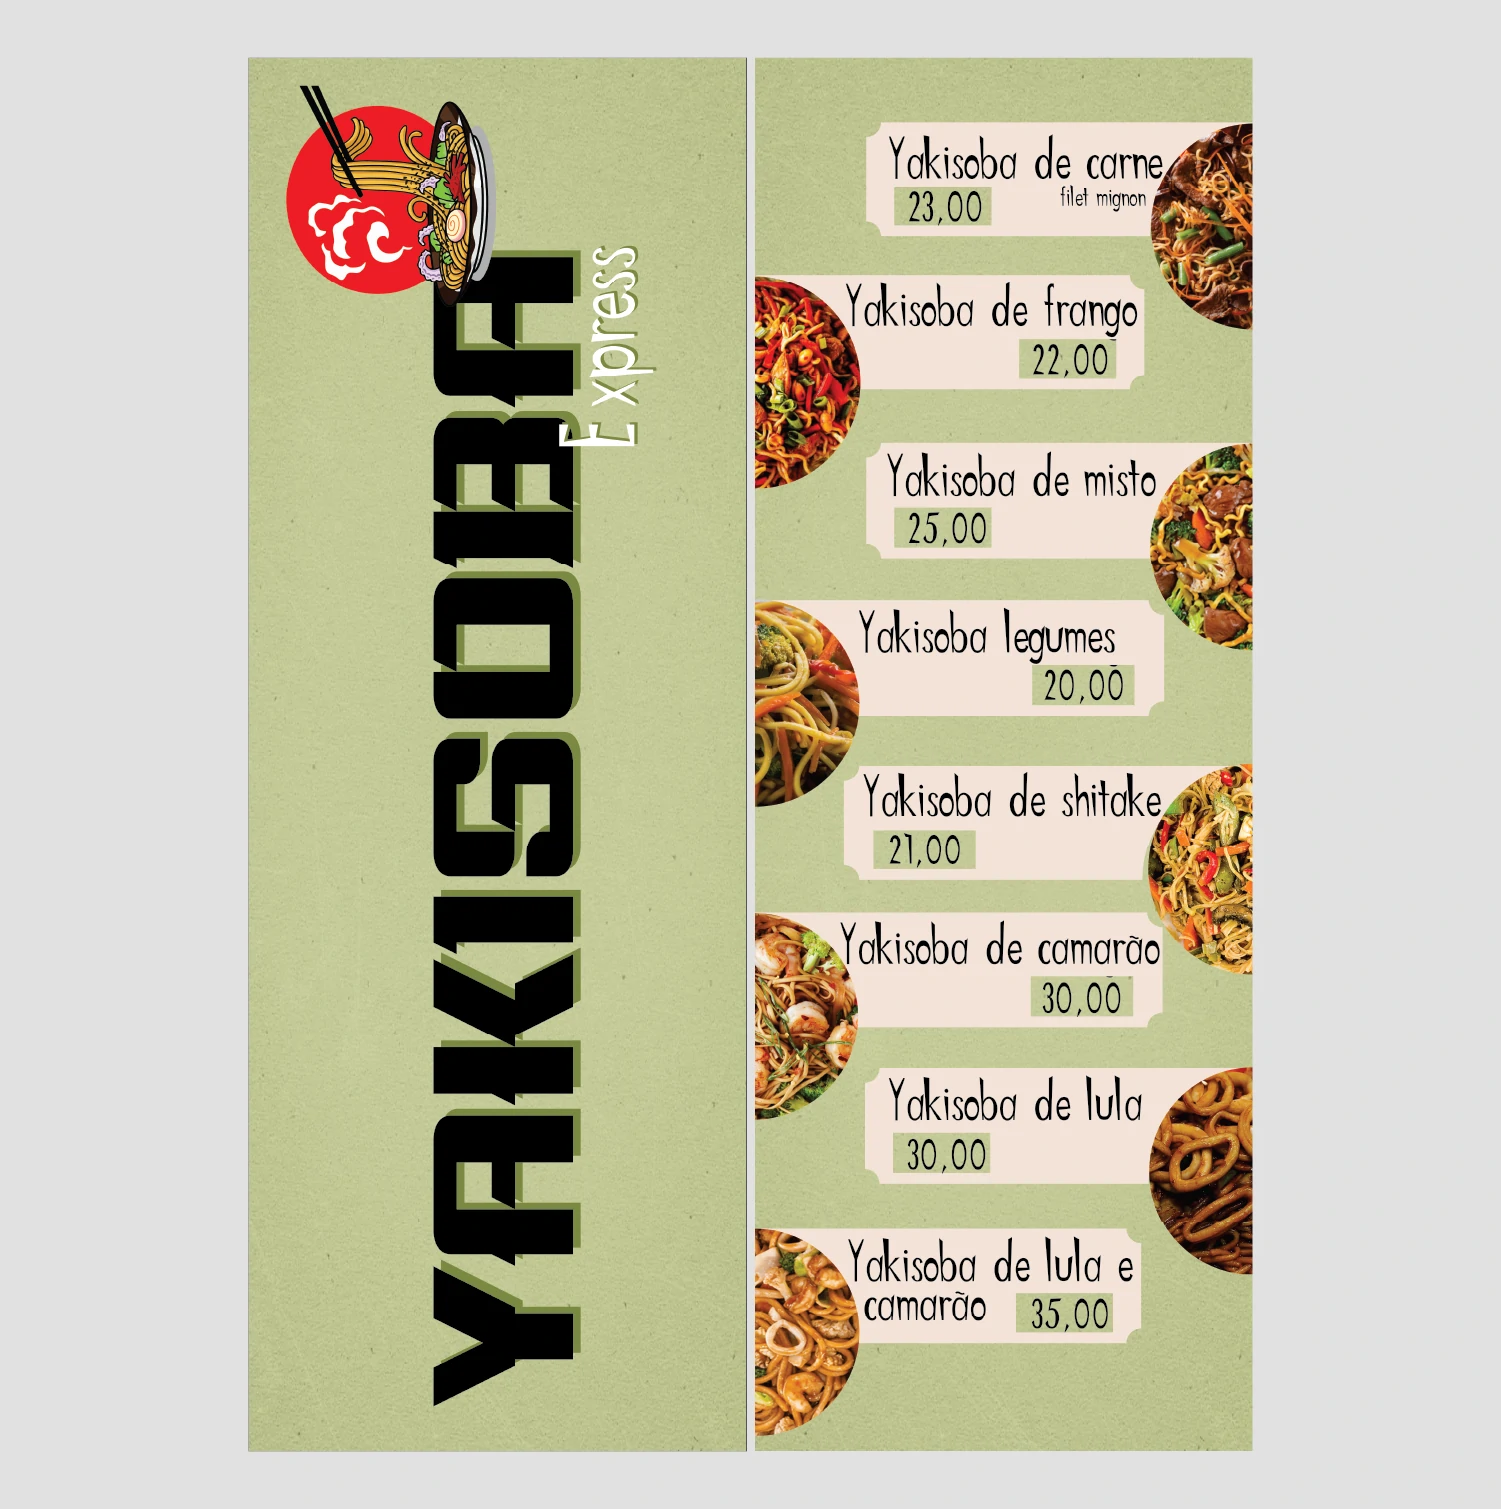 YAKISOBA
Express
Yakisoba de carne
filet mignon
23,00
Yakisoba de frango
22,00
Yakisoba de misto
25,00
Yakisoba legumes
20,00
Yakisoba de shitake
21,00
Yakisoba de camarão
30,00
Yakisoba de lula
30,00
Yakisoba de lula e
camarão 35,00